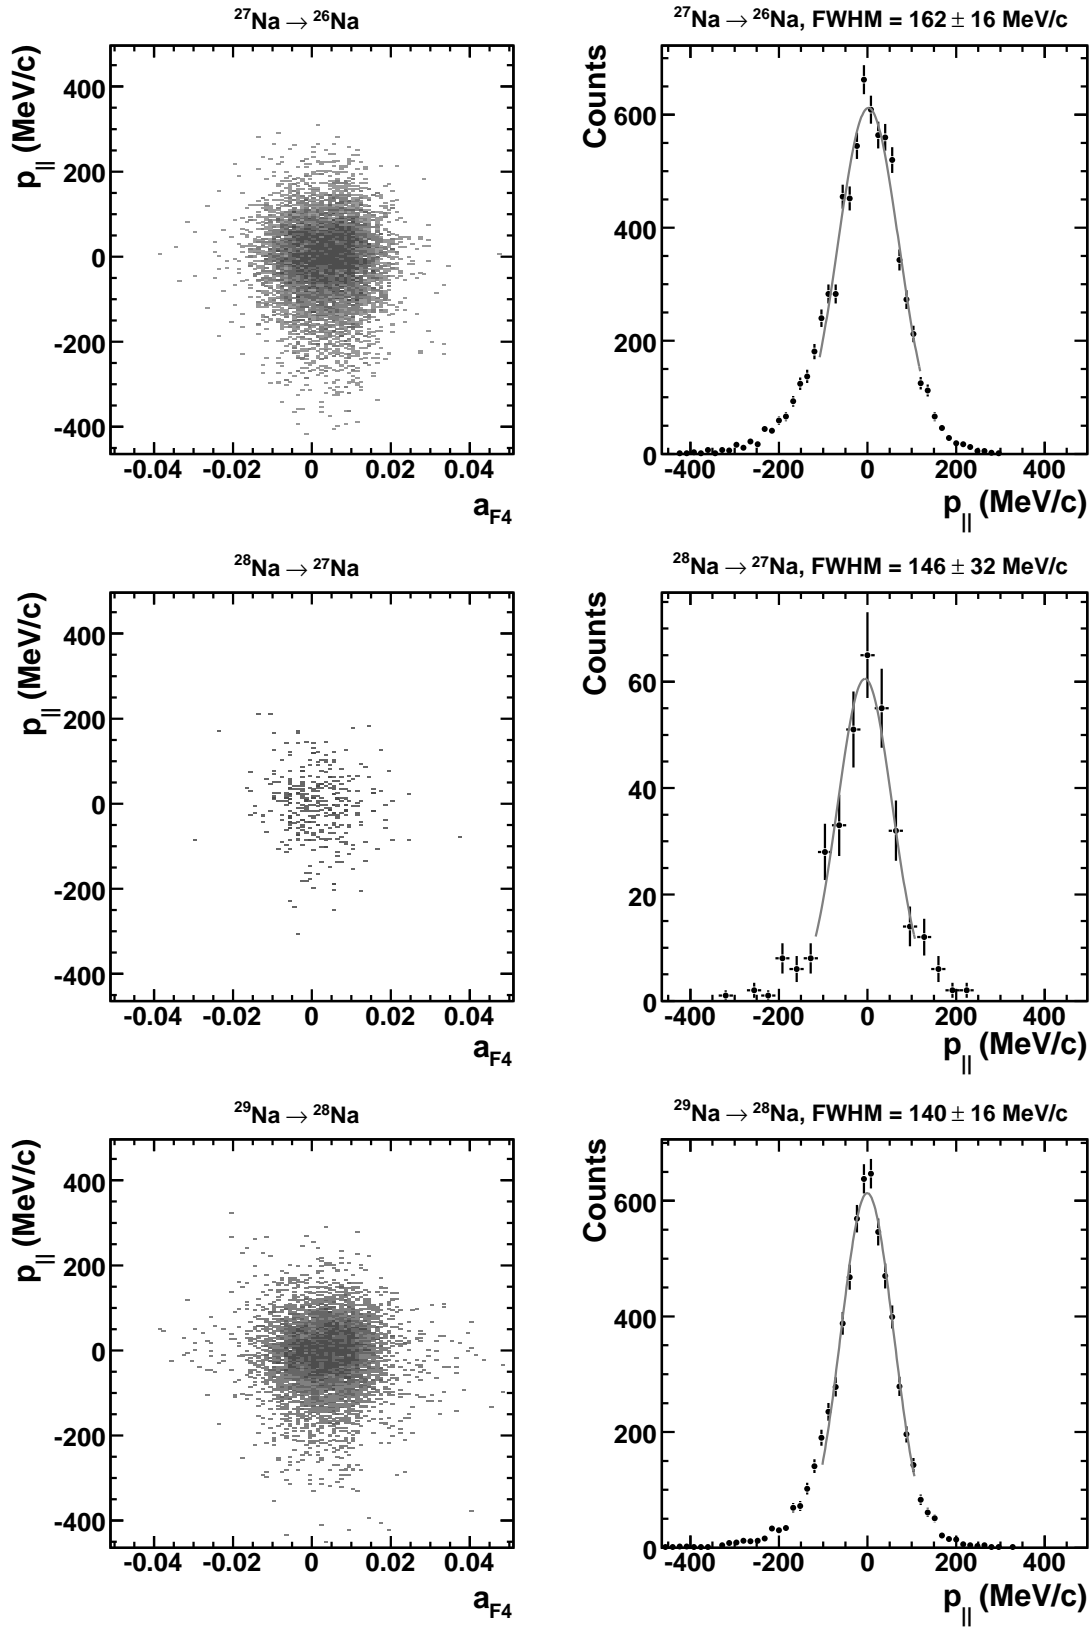 ²⁷Na → ²⁶Na
p|| (MeV/c)
400
200
0
-200
-400
-0.04 -0.02 0 0.02 0.04
aF4
²⁷Na → ²⁶Na, FWHM = 162 ± 16 MeV/c
Counts
600
400
200
0
-400 -200 0 200 400
p|| (MeV/c)
²⁸Na → ²⁷Na
p|| (MeV/c)
400
200
0
-200
-400
-0.04 -0.02 0 0.02 0.04
aF4
²⁸Na → ²⁷Na, FWHM = 146 ± 32 MeV/c
Counts
60
40
20
0
-400 -200 0 200 400
p|| (MeV/c)
²⁹Na → ²⁸Na
p|| (MeV/c)
400
200
0
-200
-400
-0.04 -0.02 0 0.02 0.04
aF4
²⁹Na → ²⁸Na, FWHM = 140 ± 16 MeV/c
Counts
600
400
200
0
-400 -200 0 200 400
p|| (MeV/c)